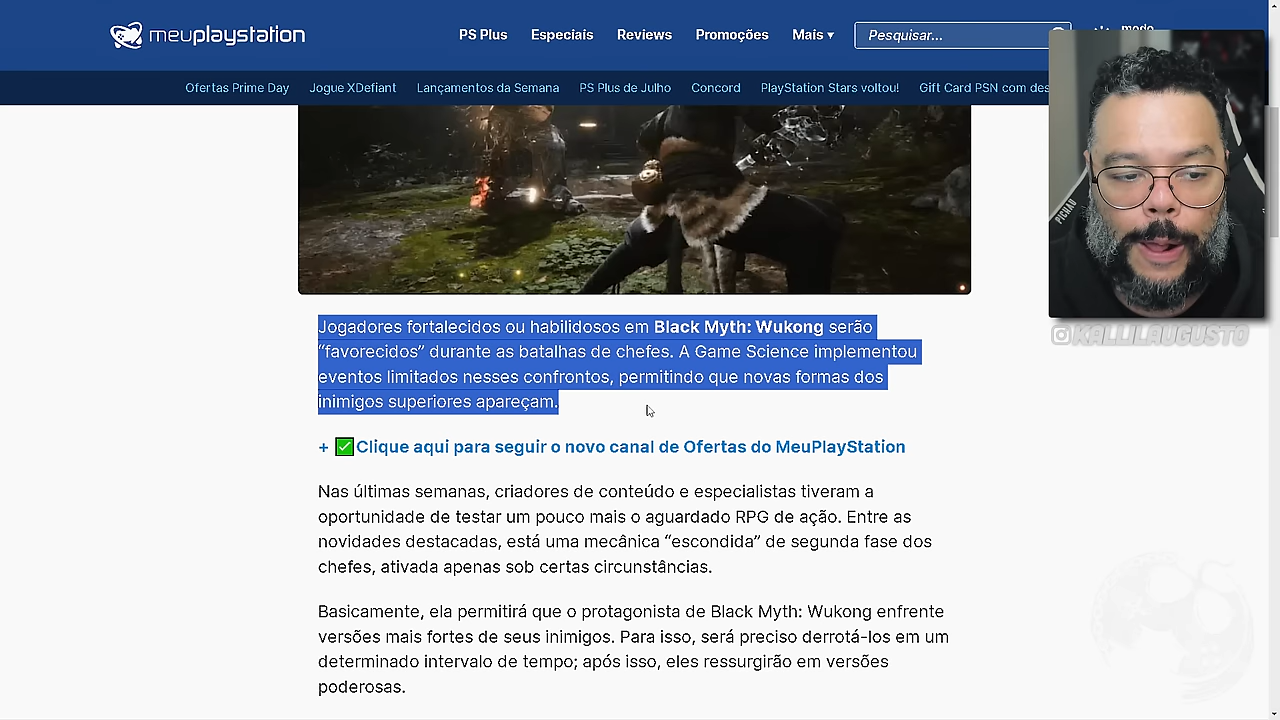 meuplaystation
PS Plus
Especiais
Reviews
Promoções
Mais ▾
Pesquisar...
modo
Ofertas Prime Day
Jogue XDefiant
Lançamentos da Semana
PS Plus de Julho
Concord
PlayStation Stars voltou!
Gift Card PSN com des
PICHAU
KALLILAUGUSTO
Jogadores fortalecidos ou habilidosos em Black Myth: Wukong serão
“favorecidos” durante as batalhas de chefes. A Game Science implementou
eventos limitados nesses confrontos, permitindo que novas formas dos
inimigos superiores apareçam.
+ ✅Clique aqui para seguir o novo canal de Ofertas do MeuPlayStation
Nas últimas semanas, criadores de conteúdo e especialistas tiveram a
oportunidade de testar um pouco mais o aguardado RPG de ação. Entre as
novidades destacadas, está uma mecânica “escondida” de segunda fase dos
chefes, ativada apenas sob certas circunstâncias.
Basicamente, ela permitirá que o protagonista de Black Myth: Wukong enfrente
versões mais fortes de seus inimigos. Para isso, será preciso derrotá-los em um
determinado intervalo de tempo; após isso, eles ressurgirão em versões
poderosas.